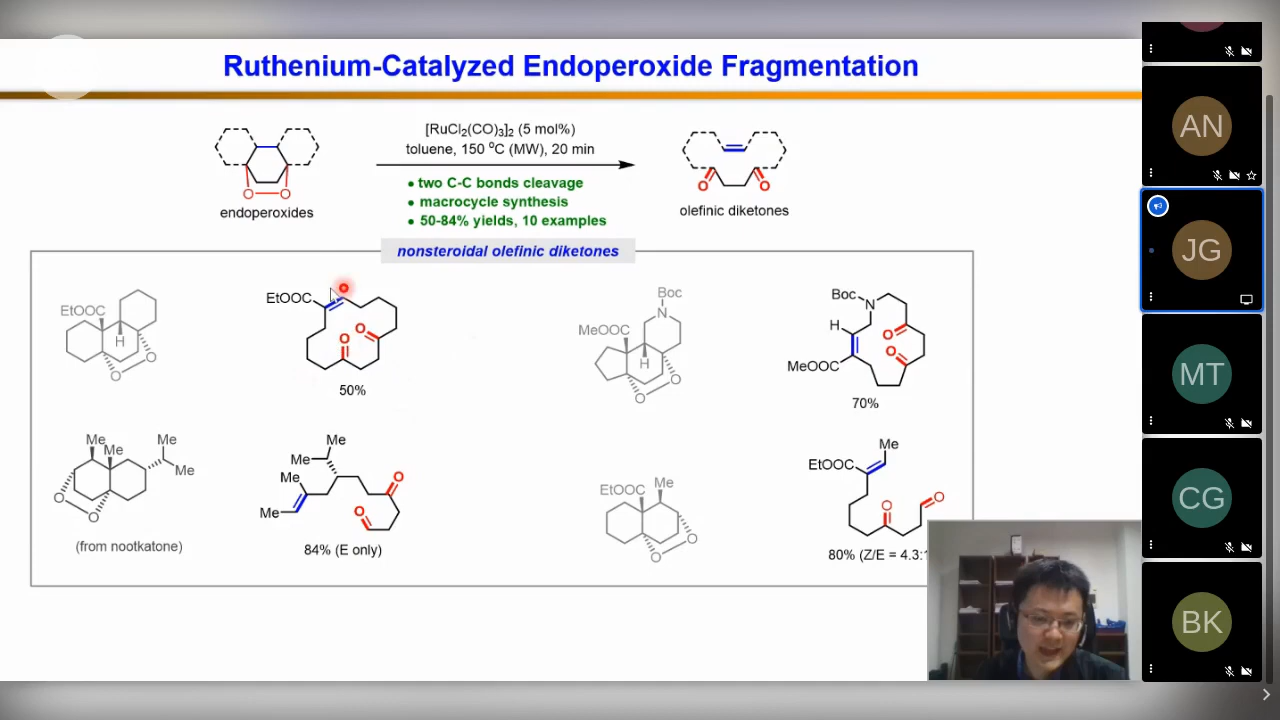 Ruthenium-Catalyzed Endoperoxide Fragmentation
[RuCl2(CO)3]2 (5 mol%)
toluene, 150 oC (MW), 20 min
• two C-C bonds cleavage
• macrocycle synthesis
• 50-84% yields, 10 examples
O O
endoperoxides
O O
olefinic diketones
nonsteroidal olefinic diketones
EtOOC
H
O
O
EtOOC
O
O
50%
Boc
N
MeOOC
H
O
O
Boc
N
H
O
O
MeOOC
70%
Me
Me
Me
Me
O
O
(from nootkatone)
Me
Me
Me
Me
O
O
84% (E only)
EtOOC
Me
O
O
Me
EtOOC
O
O
80% (Z/E = 4.3:
AN
JG
MT
CG
BK